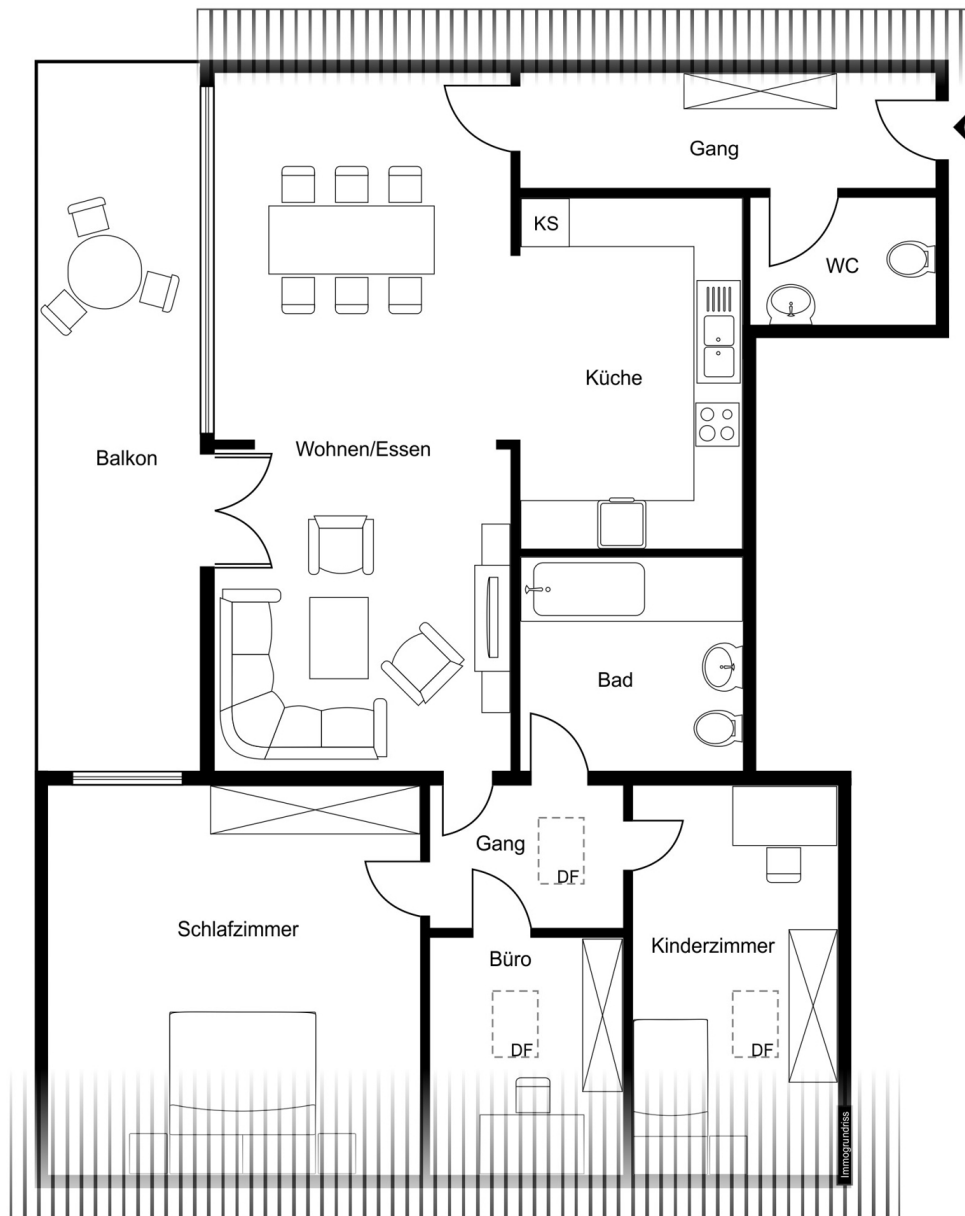 Gang
KS
WC
Küche
Wohnen/Essen
Balkon
Bad
Gang
DF
Schlafzimmer
Büro
Kinderzimmer
DF
DF
Immogrundriss